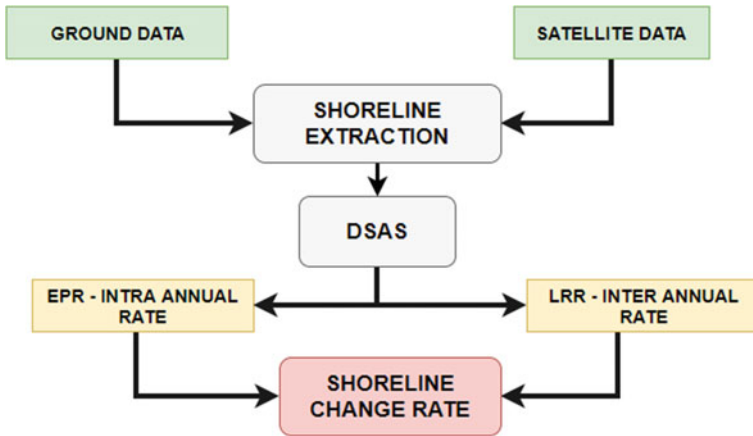 GROUND DATA
SATELLITE DATA
SHORELINE
EXTRACTION
DSAS
EPR - INTRA ANNUAL
RATE
LRR - INTER ANNUAL
RATE
SHORELINE
CHANGE RATE